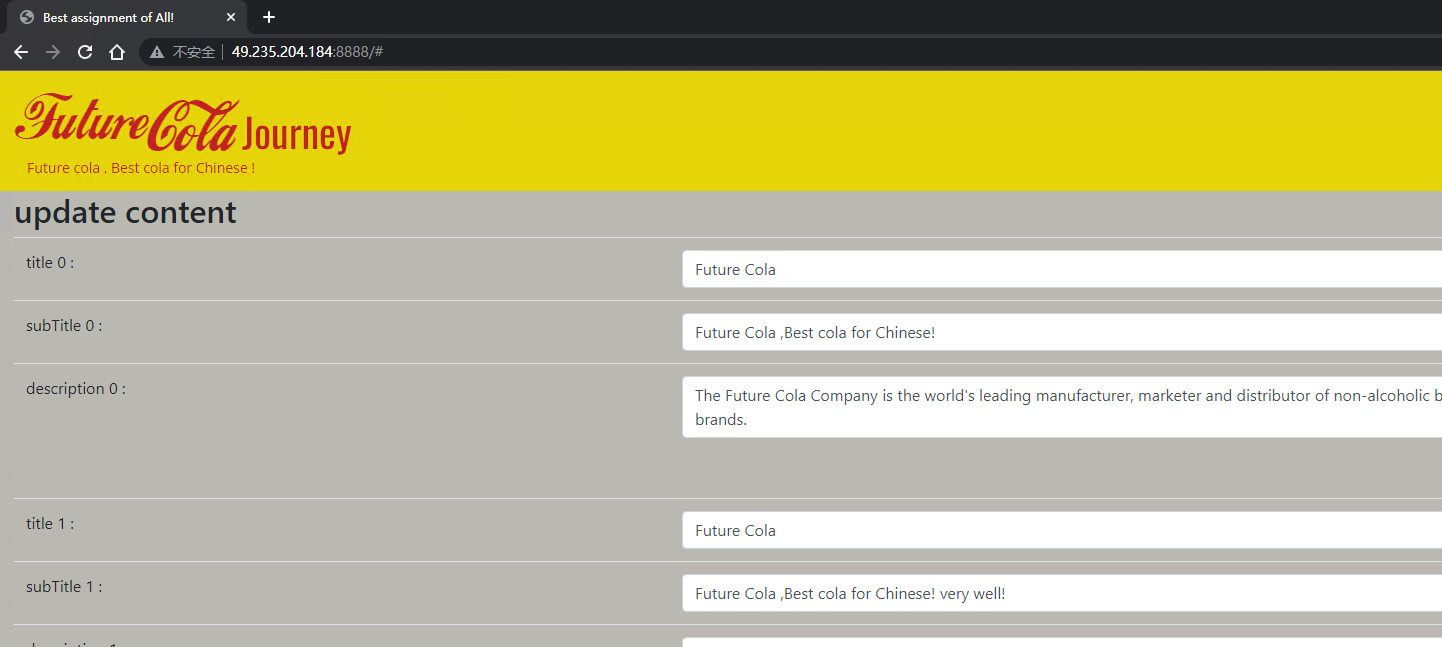 Best assignment of All!
不安全 49.235.204.184:8888/#
Future Cola Journey
Future cola , Best cola for Chinese !
update content
title 0 :
Future Cola
subTitle 0 :
Future Cola ,Best cola for Chinese!
description 0 :
The Future Cola Company is the world's leading manufacturer, marketer and distributor of non-alcoholic b
brands.
title 1 :
Future Cola
subTitle 1 :
Future Cola ,Best cola for Chinese! very well!